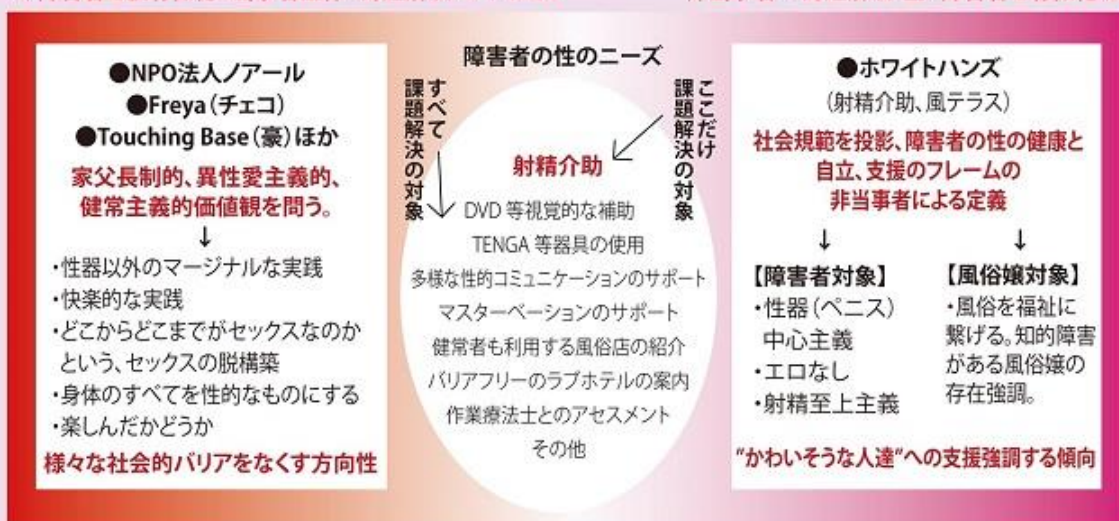 ●NPO法人ノアール
●Freya(チェコ)
●Touching Base(豪)ほか
家父長制的、異性愛主義的、
健常主義的価値観を問う。
↓
・性器以外のマージナルな実践
・快楽的な実践
・どこからどこまでがセックスなのか
という、セックスの脱構築
・身体のすべてを性的なものにする
・楽しんだかどうか
様々な社会的バリアをなくす方向性
障害者の性のニーズ
すべて
課題解決の対象
ここだけ
課題解決の対象
射精介助
DVD 等視覚的な補助
TENGA 等器具の使用
多様な性的コミュニケーションのサポート
マスターベーションのサポート
健常者も利用する風俗店の紹介
バリアフリーのラブホテルの案内
作業療法士とのアセスメント
その他
●ホワイトハンズ
(射精介助、風テラス)
社会規範を投影、障害者の性の健康と
自立、支援のフレームの
非当事者による定義
↓ ↓
【障害者対象】
・性器(ペニス)
中心主義
・エロなし
・射精至上主義
【風俗嬢対象】
・風俗を福祉に
繋げる。知的障害
がある風俗嬢の
存在強調。
"かわいそうな人達"への支援強調する傾向